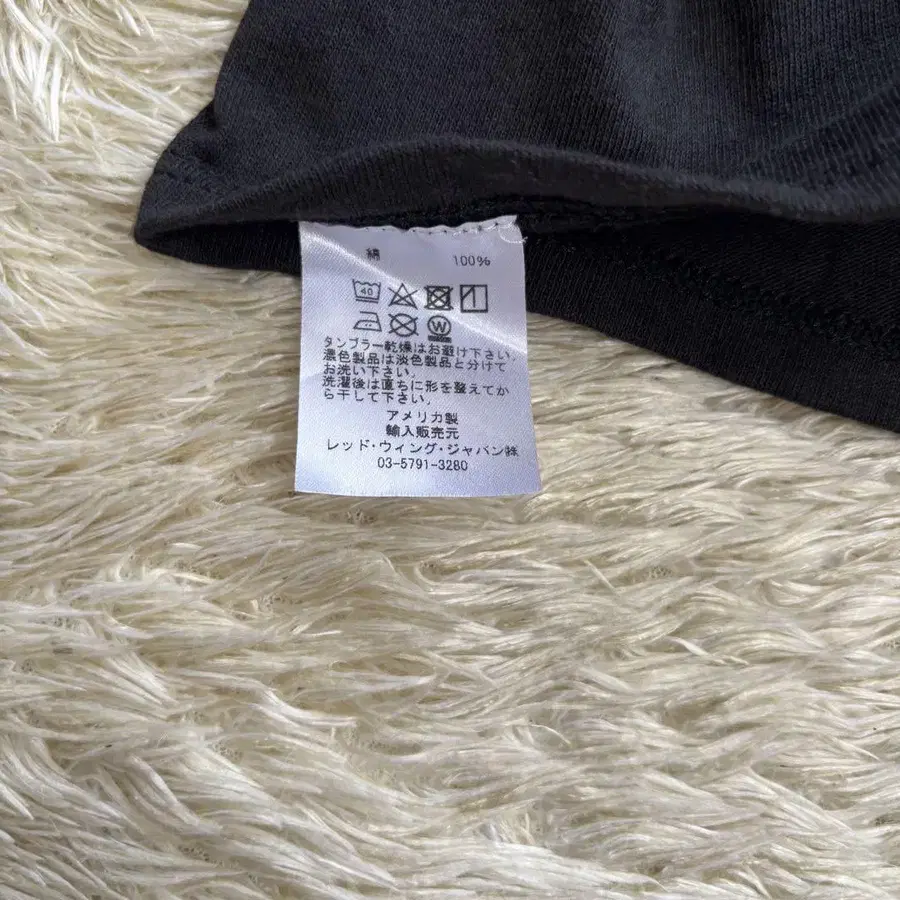 綿 100%
40
W
タンブラー乾燥はお避け下さい。
濃色製品は淡色製品と分けて
お洗い下さい。
洗濯後は直ちに形を整えてか
ら干して下さい。
アメリカ製
輸入販売元
レッド・ウィング・ジャパン㈱
03-5791-3280